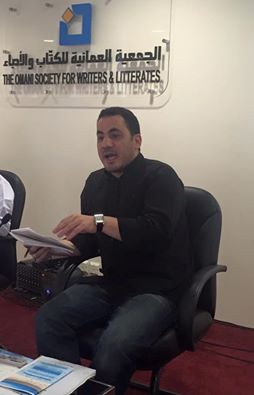 الجمعية العمانية للكتاب والأدباء
THE OMANI SOCIETY FOR WRITERS & LITTERATES